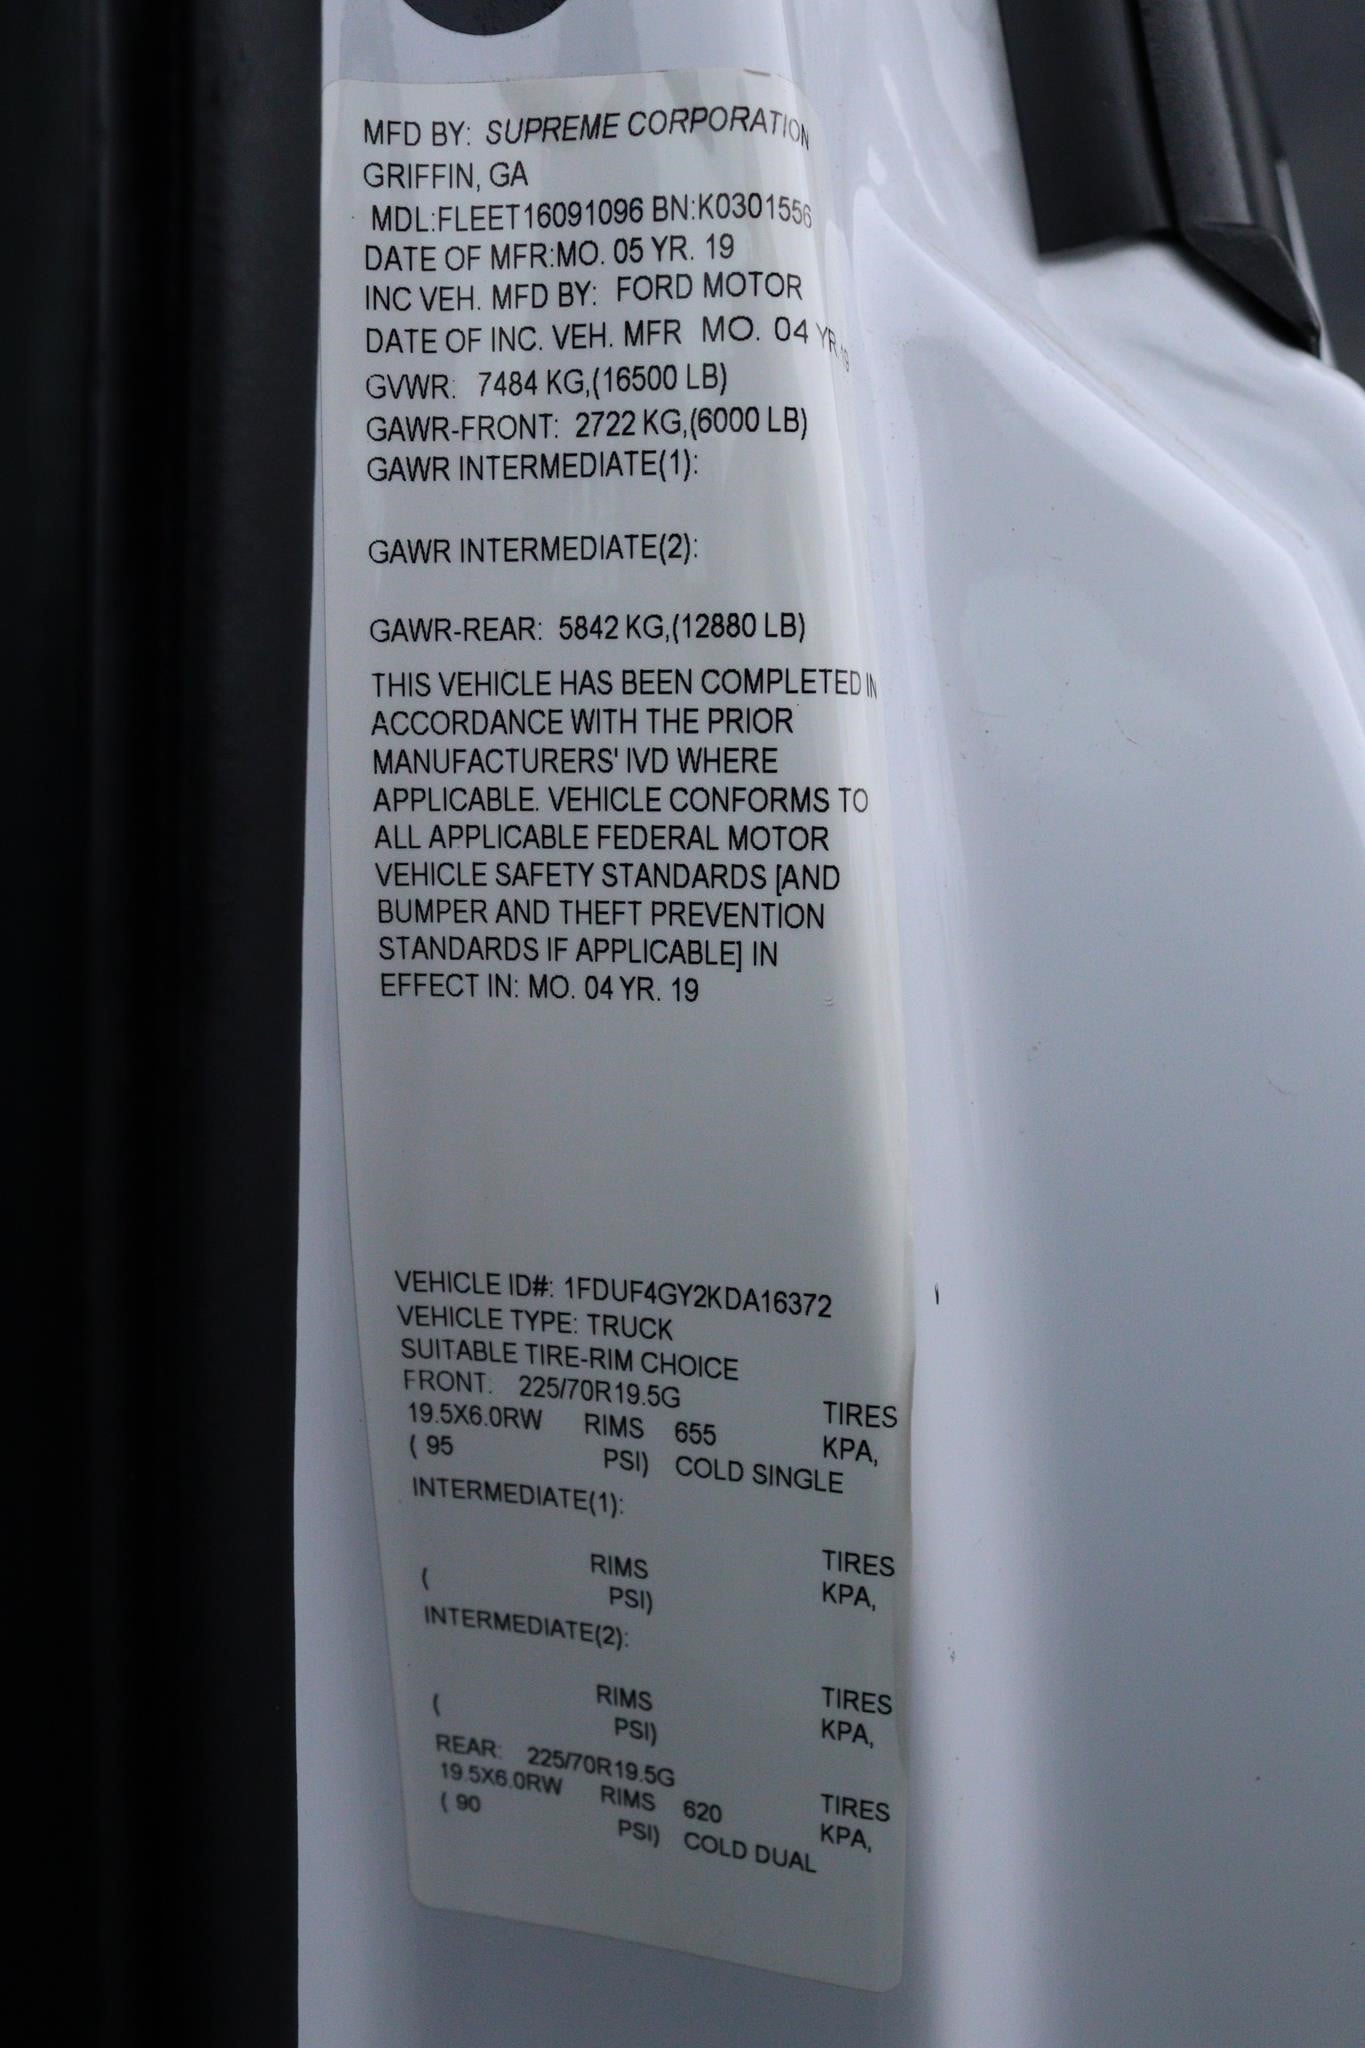 MFD BY: SUPREME CORPORATION
GRIFFIN, GA
MDL:FLEET16091096 BN:K0301556
DATE OF MFR:MO. 05 YR. 19
INC VEH. MFD BY: FORD MOTOR
DATE OF INC. VEH. MFR MO. 04 YR. 19
GVWR: 7484 KG,(16500 LB)
GAWR-FRONT: 2722 KG,(6000 LB)
GAWR INTERMEDIATE(1):
GAWR INTERMEDIATE(2):
GAWR-REAR: 5842 KG,(12880 LB)
THIS VEHICLE HAS BEEN COMPLETED IN
ACCORDANCE WITH THE PRIOR
MANUFACTURERS' IVD WHERE
APPLICABLE. VEHICLE CONFORMS TO
ALL APPLICABLE FEDERAL MOTOR
VEHICLE SAFETY STANDARDS [AND
BUMPER AND THEFT PREVENTION
STANDARDS IF APPLICABLE] IN
EFFECT IN: MO. 04 YR. 19
VEHICLE ID#: 1FDUF4GY2KDA16372
VEHICLE TYPE: TRUCK
SUITABLE TIRE-RIM CHOICE
FRONT: 225/70R19.5G TIRES
19.5X6.0RW RIMS 655 KPA,
( 95 PSI) COLD SINGLE
INTERMEDIATE(1):
TIRES
RIMS KPA,
( PSI)
INTERMEDIATE(2):
TIRES
RIMS KPA,
( PSI)
REAR: 225/70R19.5G TIRES
19.5X6.0RW RIMS 620 KPA,
( 90 PSI) COLD DUAL